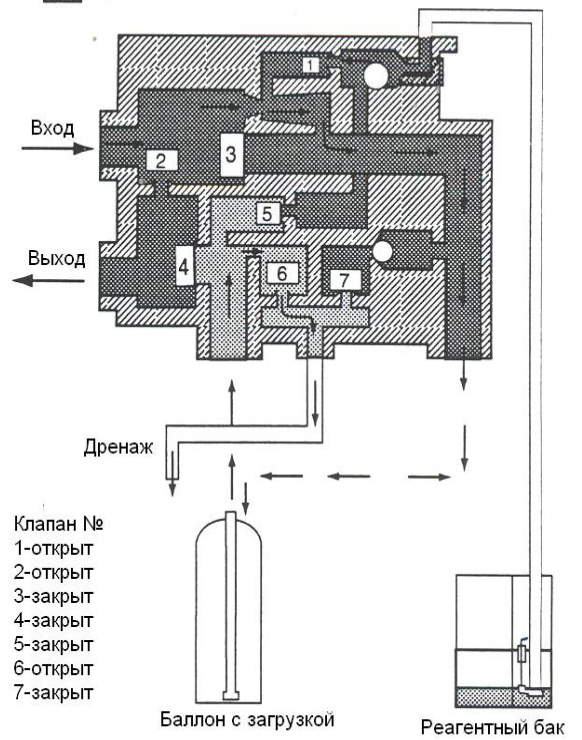 1
Вход
2
3
5
Выход
4
6
7
Дренаж
Клапан №
1-открыт
2-открыт
3-закрыт
4-закрыт
5-закрыт
6-открыт
7-закрыт
Баллон с загрузкой
Реагентный бак